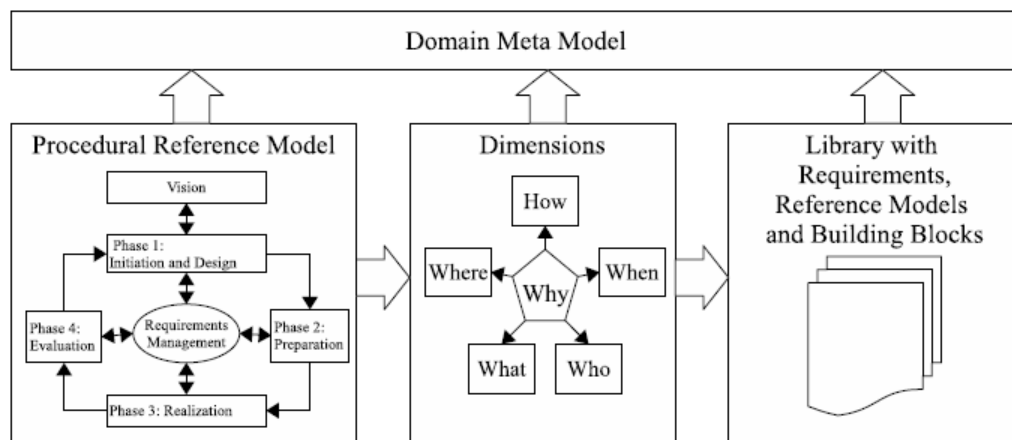 Domain Meta Model
Procedural Reference Model
Vision
Phase 1:
Initiation and Design
Phase 4:
Evaluation
Requirements
Management
Phase 2:
Preparation
Phase 3: Realization
Dimensions
How
Where
When
Why
What
Who
Library with
Requirements,
Reference Models
and Building Blocks